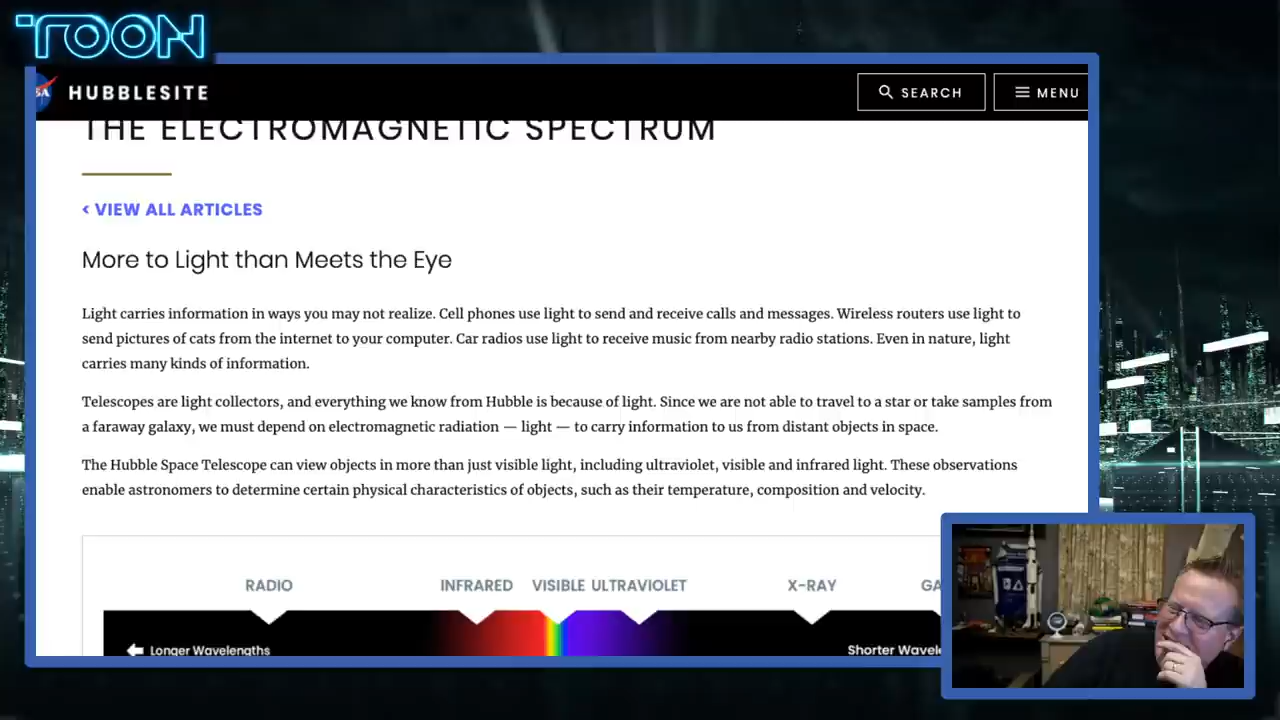 TOON
HUBBLESITE
SEARCH
MENU
THE ELECTROMAGNETIC SPECTRUM
< VIEW ALL ARTICLES
More to Light than Meets the Eye
Light carries information in ways you may not realize. Cell phones use light to send and receive calls and messages. Wireless routers use light to
send pictures of cats from the internet to your computer. Car radios use light to receive music from nearby radio stations. Even in nature, light
carries many kinds of information.
Telescopes are light collectors, and everything we know from Hubble is because of light. Since we are not able to travel to a star or take samples from
a faraway galaxy, we must depend on electromagnetic radiation — light — to carry information to us from distant objects in space.
The Hubble Space Telescope can view objects in more than just visible light, including ultraviolet, visible and infrared light. These observations
enable astronomers to determine certain physical characteristics of objects, such as their temperature, composition and velocity.
RADIO INFRARED VISIBLE ULTRAVIOLET X-RAY
Longer Wavelengths Shorter